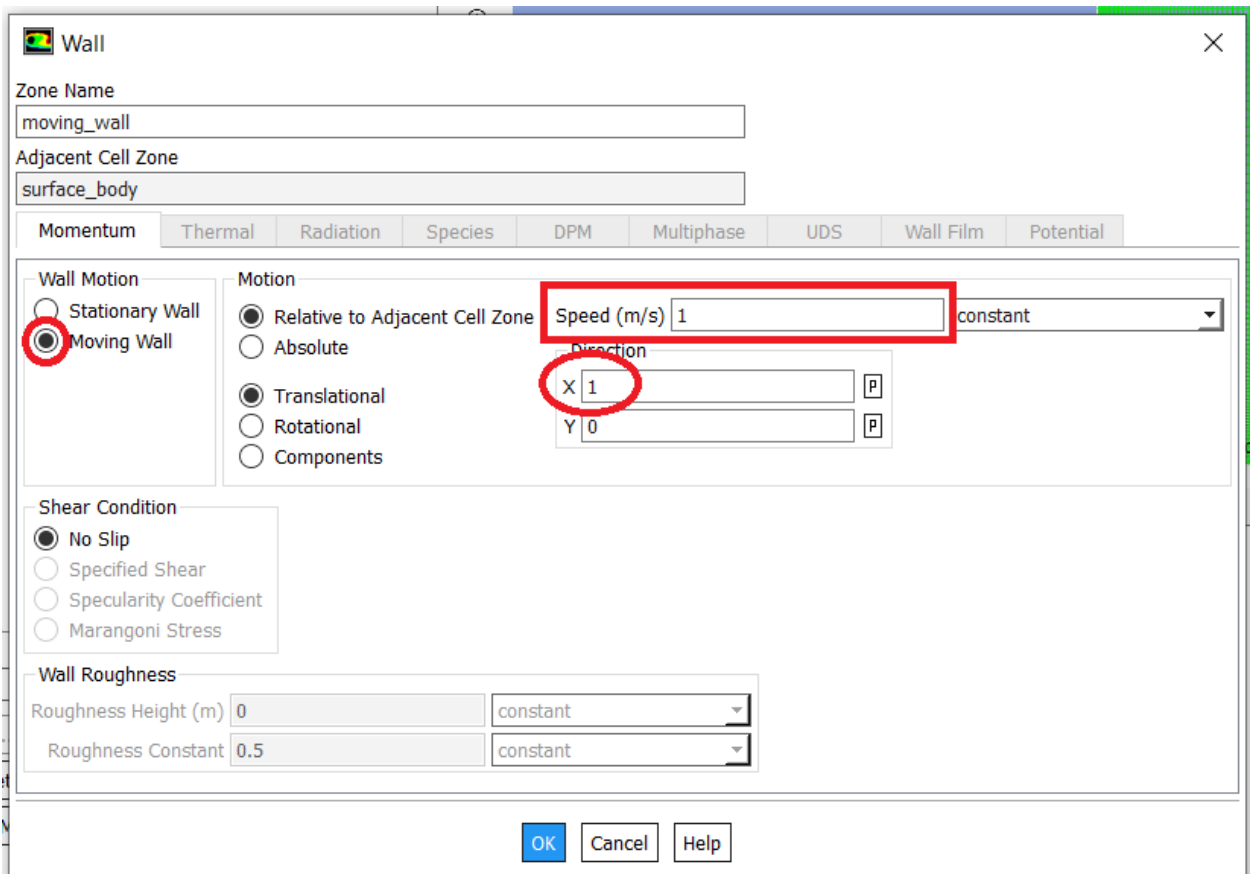 Wall
Zone Name
moving_wall
Adjacent Cell Zone
surface_body
Momentum Thermal Radiation Species DPM Multiphase UDS Wall Film Potential
Wall Motion Motion
Stationary Wall Relative to Adjacent Cell Zone Speed (m/s) 1 constant
Moving Wall Absolute Direction
X 1 P
Translational
Rotational Y 0 P
Components
Shear Condition
No Slip
Specified Shear
Specularity Coefficient
Marangoni Stress
Wall Roughness
Roughness Height (m) 0 constant
Roughness Constant 0.5 constant
OK Cancel Help